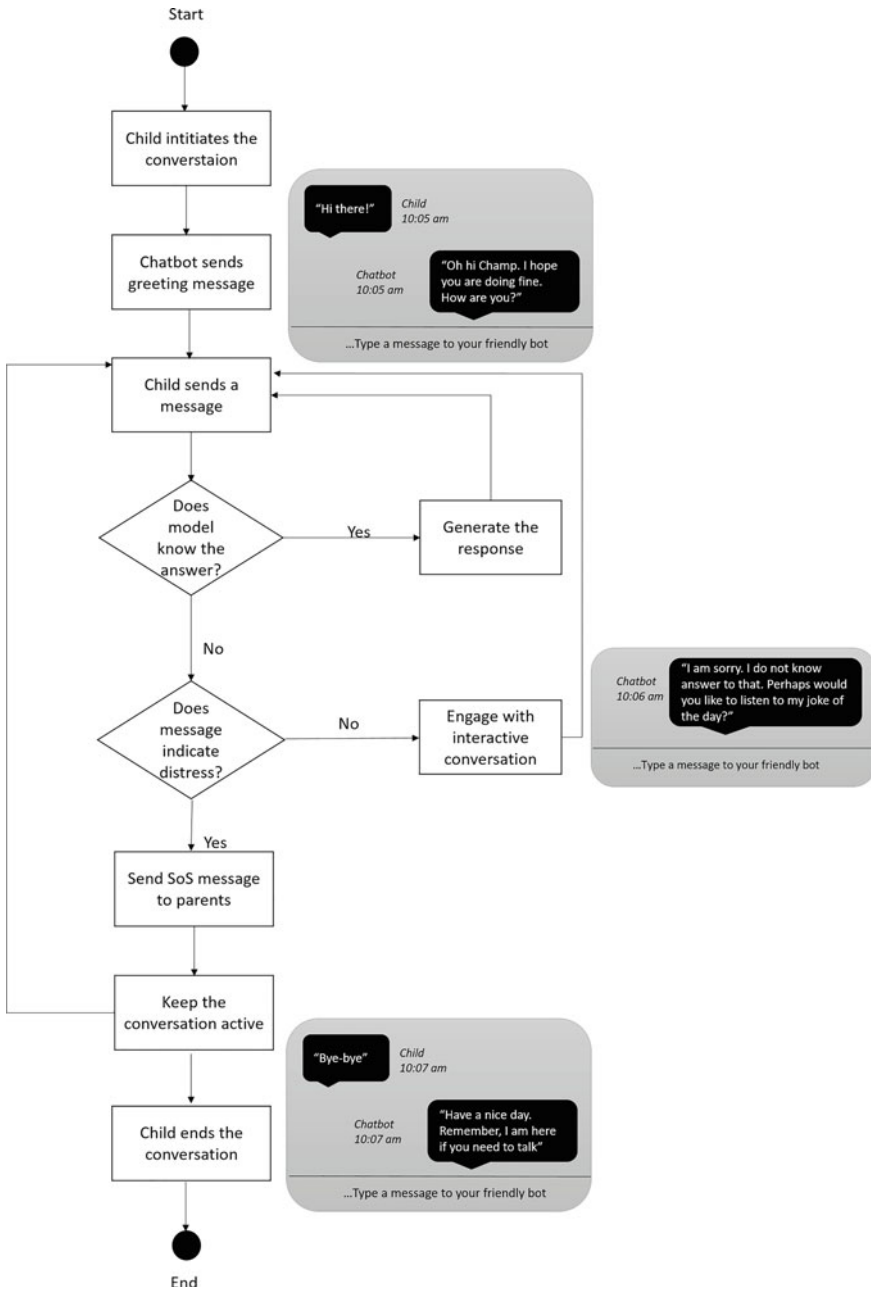 Start
Child intitiates the
converstaion
"Hi there!"
Child
10:05 am
Chatbot sends
greeting message
Chatbot
10:05 am
"Oh hi Champ. I hope
you are doing fine.
How are you?"
...Type a message to your friendly bot
Child sends a
message
Does
model
know the
answer?
Yes
Generate the
response
No
Does
message
indicate
distress?
No
Engage with
interactive
conversation
Chatbot
10:06 am
"I am sorry. I do not know
answer to that. Perhaps would
you like to listen to my joke of
the day?"
...Type a message to your friendly bot
Yes
Send SoS message
to parents
Keep the
conversation active
"Bye-bye"
Child
10:07 am
Chatbot
10:07 am
"Have a nice day.
Remember, I am here
if you need to talk"
...Type a message to your friendly bot
Child ends the
conversation
End